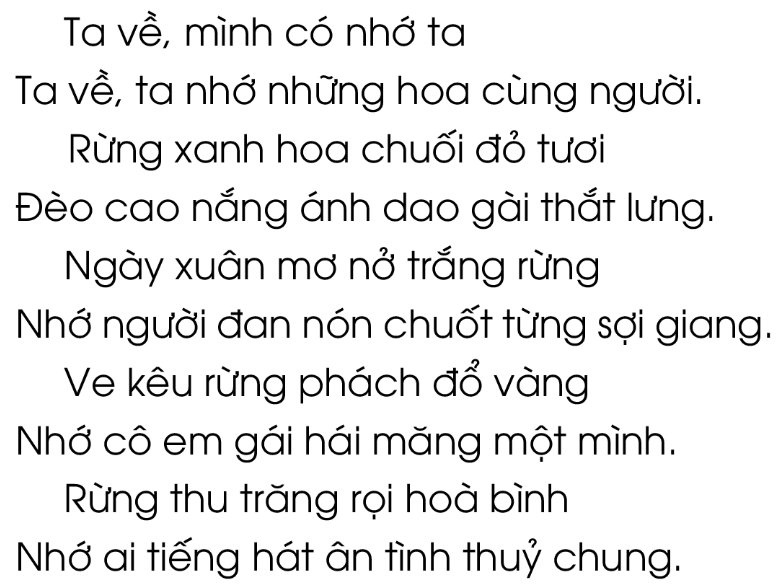 Ta về, mình có nhớ ta
Ta về, ta nhớ những hoa cùng người.
Rừng xanh hoa chuối đỏ tươi
Đèo cao nắng ánh dao gài thắt lưng.
Ngày xuân mơ nở trắng rừng
Nhớ người đan nón chuốt từng sợi giang.
Ve kêu rừng phách đổ vàng
Nhớ cô em gái hái măng một mình.
Rừng thu trăng rọi hoà bình
Nhớ ai tiếng hát ân tình thuỷ chung.